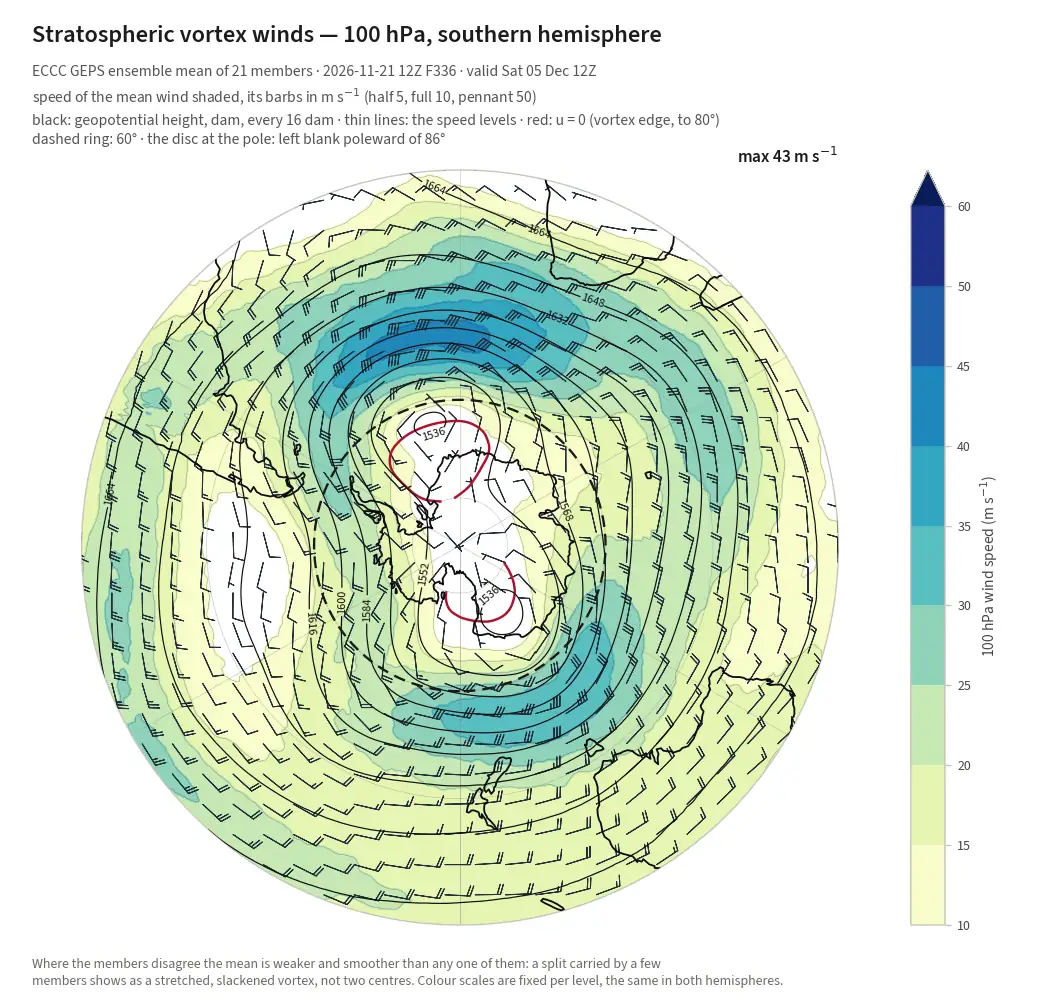 Stratospheric vortex winds — 100 hPa, southern hemisphere
ECCC GEPS ensemble mean of 21 members · 2026-11-21 12Z F336 · valid Sat 05 Dec 12Z
speed of the mean wind shaded, its barbs in m s⁻¹ (half 5, full 10, pennant 50)
black: geopotential height, dam, every 16 dam · thin lines: the speed levels · red: u = 0 (vortex edge, to 80°)
dashed ring: 60° · the disc at the pole: left blank poleward of 86°
max 43 m s⁻¹
1664
1664
1648
1632
1536
1664
1568
1552
1536
1600
1584
1616
60
50
45
40
35
30
25
20
15
10
100 hPa wind speed (m s⁻¹)
Where the members disagree the mean is weaker and smoother than any one of them: a split carried by a few
members shows as a stretched, slackened vortex, not two centres. Colour scales are fixed per level, the same in both hemispheres.